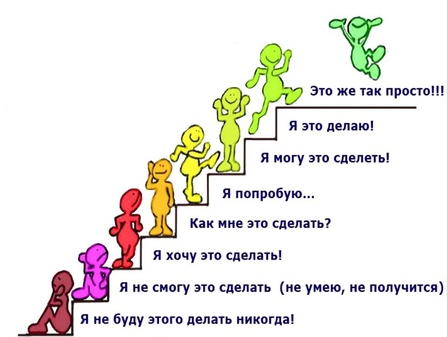 Это же так просто!!!
Я это делаю!
Я могу это сделеть!
Я попробую...
Как мне это сделать?
Я хочу это сделать!
Я не смогу это сделать (не умею, не получится)
Я не буду этого делать никогда!